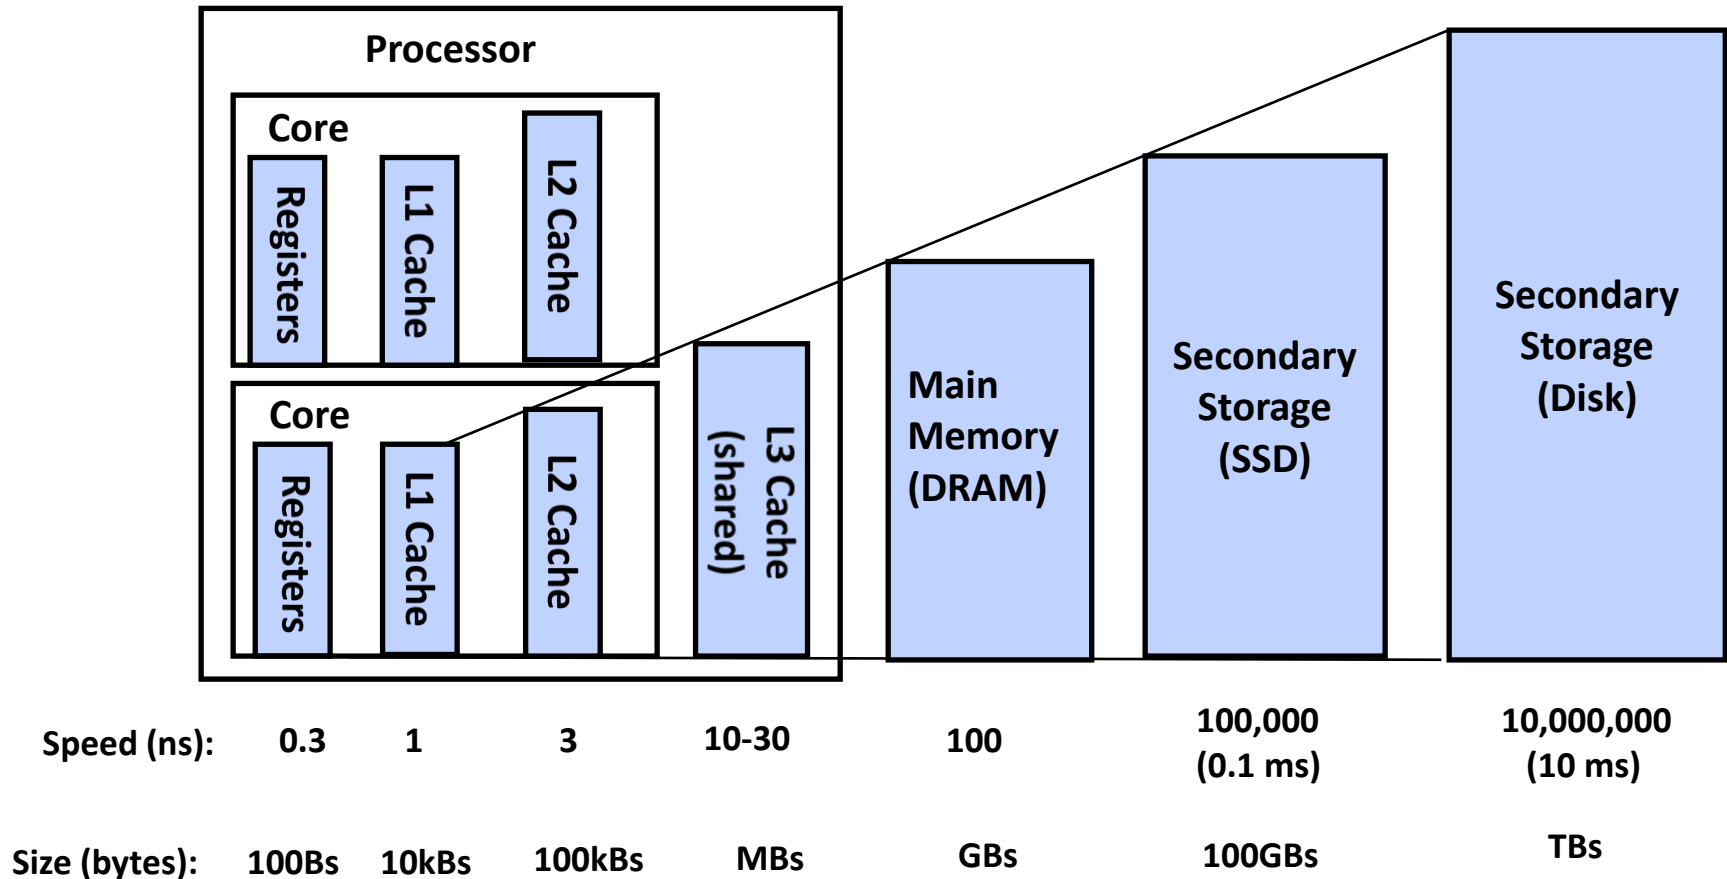 Processor
Core
Registers
L1 Cache
L2 Cache
Core
Registers
L1 Cache
L2 Cache
L3 Cache
(shared)
Main
Memory
(DRAM)
Secondary
Storage
(SSD)
Secondary
Storage
(Disk)
Speed (ns): 0.3 1 3 10-30 100 100,000 10,000,000
(0.1 ms) (10 ms)
Size (bytes): 100Bs 10kBs 100kBs MBs GBs 100GBs TBs